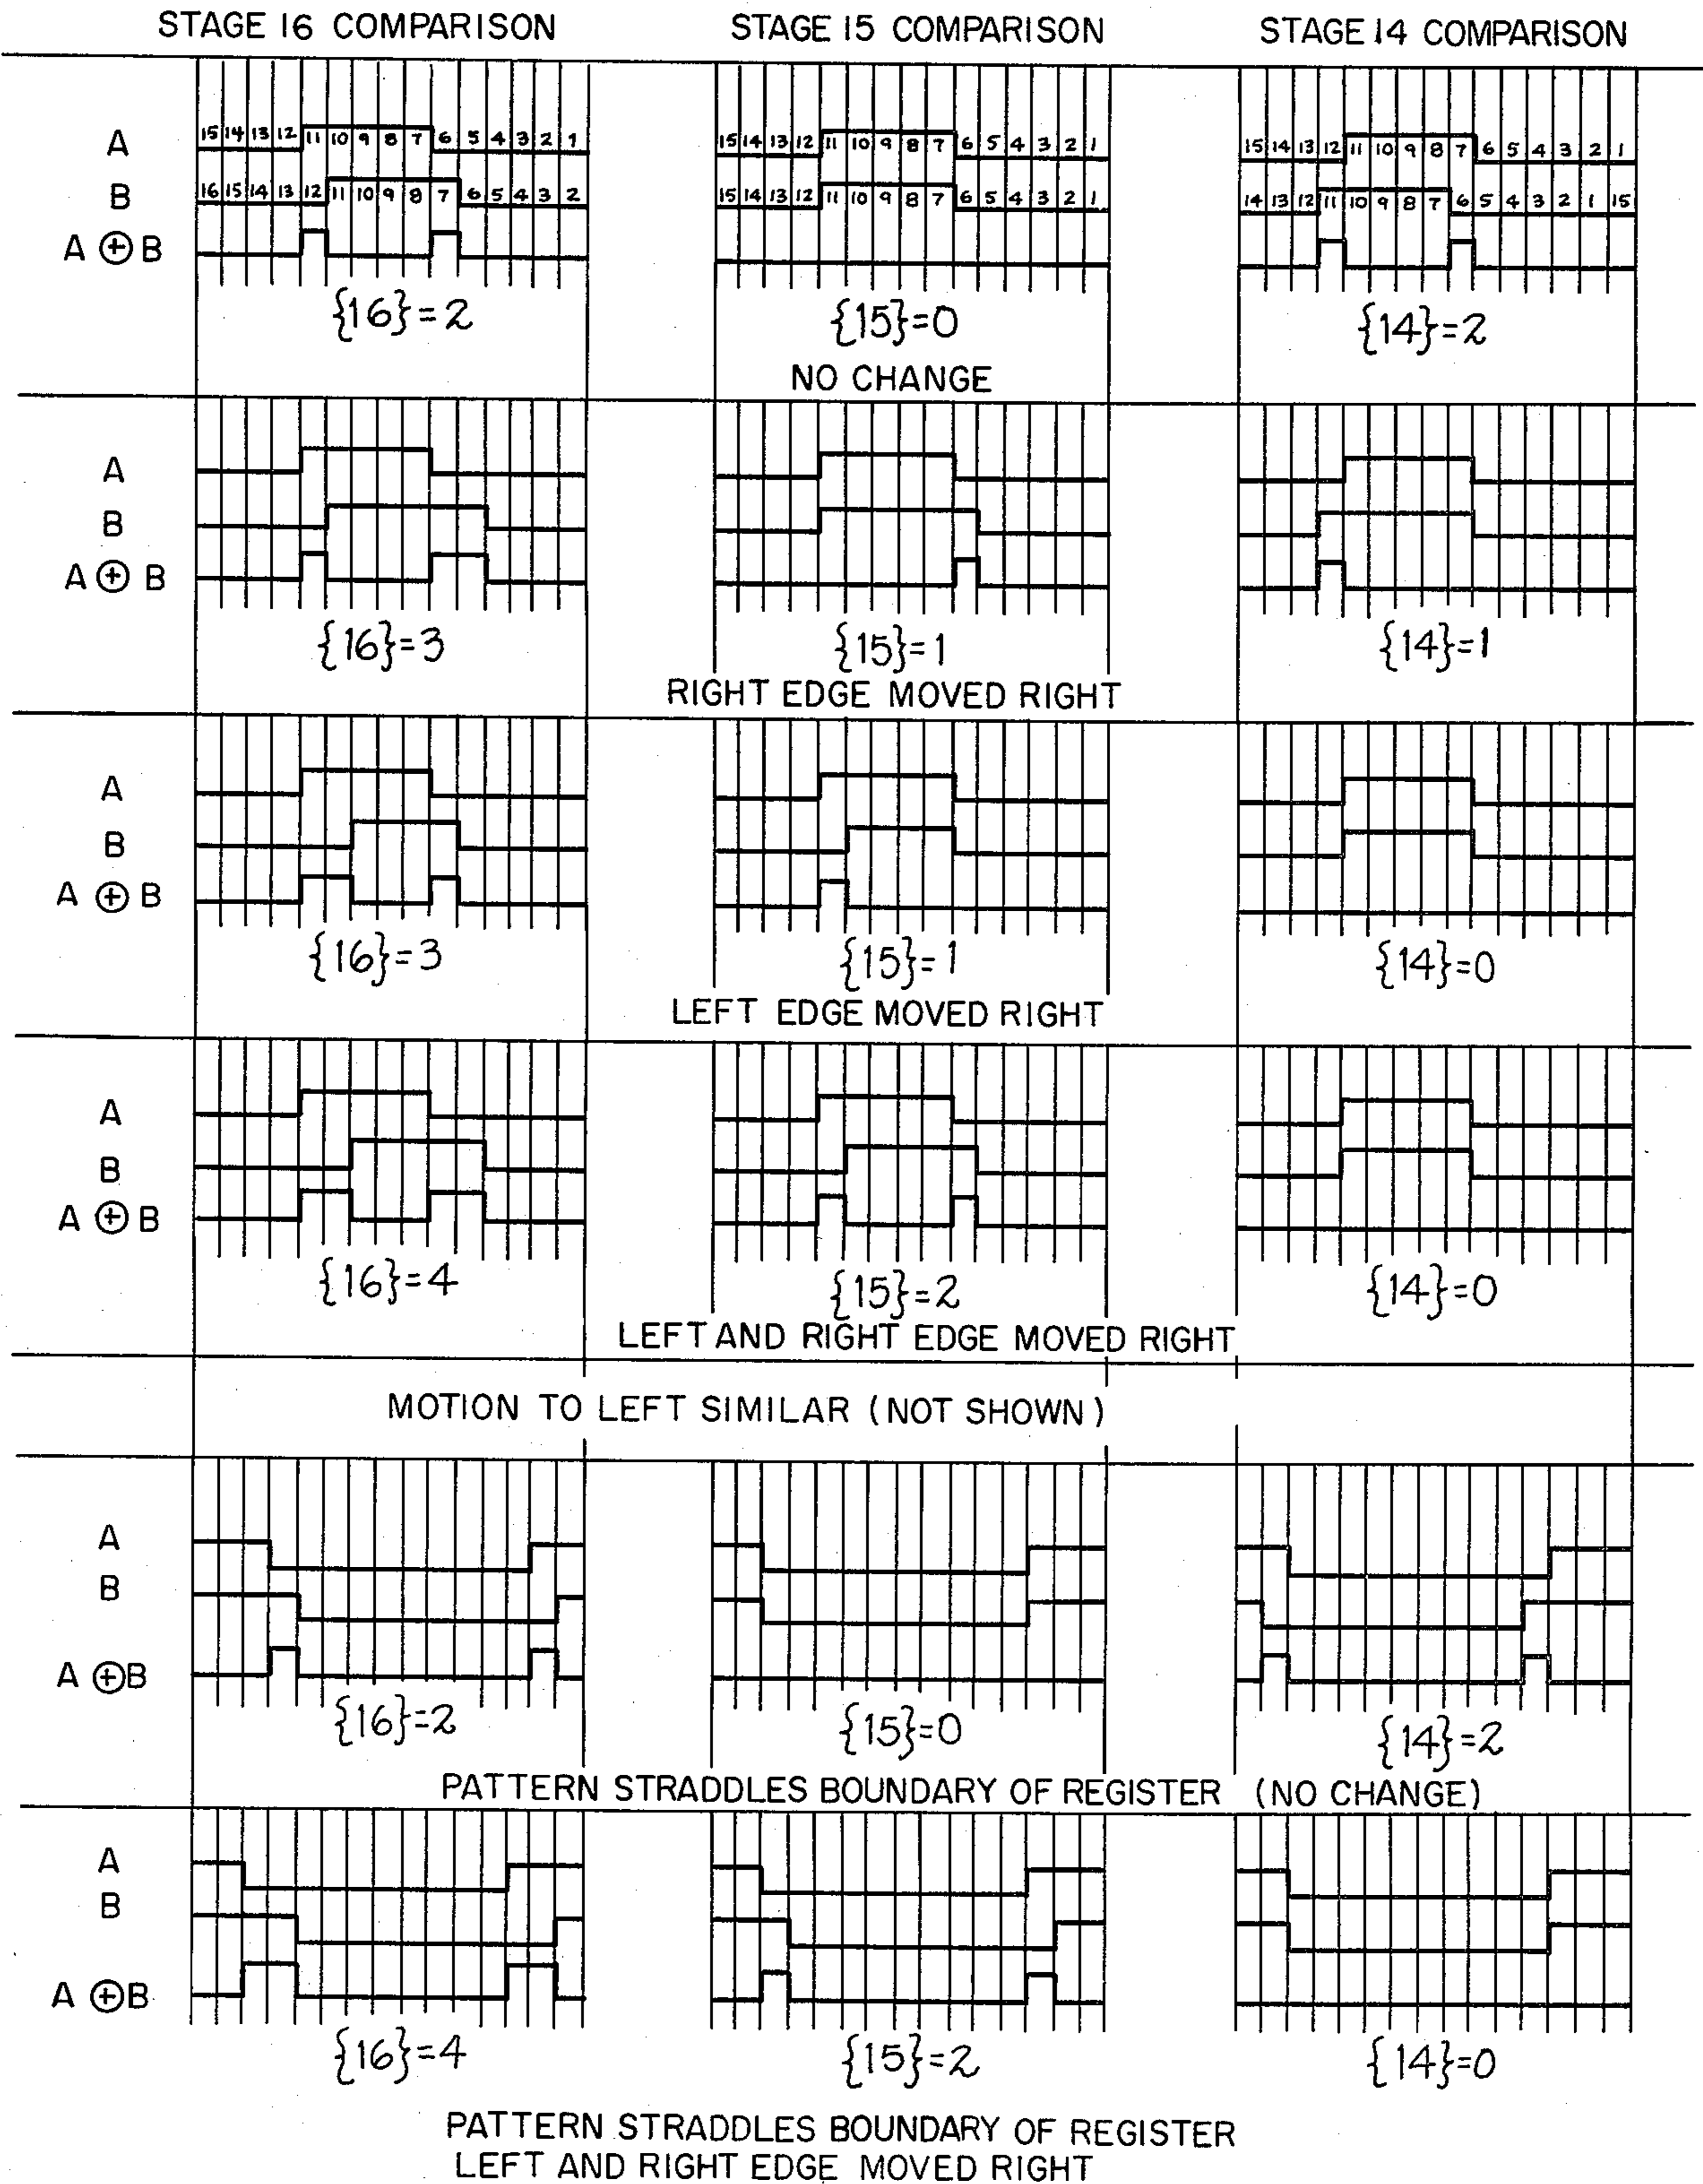 STAGE 16 COMPARISON STAGE 15 COMPARISON STAGE 14 COMPARISON
A 15 14 13 12 11 10 9 8 7 6 5 4 3 2 1 15 14 13 12 11 10 9 8 7 6 5 4 3 2 1 15 14 13 12 11 10 9 8 7 6 5 4 3 2 1
B 16 15 14 13 12 11 10 9 8 7 6 5 4 3 2 15 14 13 12 11 10 9 8 7 6 5 4 3 2 1 14 13 12 11 10 9 8 7 6 5 4 3 2 1 15
A ⊕ B
{16}=2 {15}=0 {14}=2
NO CHANGE
A
B
A ⊕ B
{16}=3 {15}=1 {14}=1
RIGHT EDGE MOVED RIGHT
A
B
A ⊕ B
{16}=3 {15}=1 {14}=0
LEFT EDGE MOVED RIGHT
A
B
A ⊕ B
{16}=4 {15}=2 {14}=0
LEFT AND RIGHT EDGE MOVED RIGHT
MOTION TO LEFT SIMILAR (NOT SHOWN)
A
B
A ⊕B
{16}=2 {15}=0 {14}=2
PATTERN STRADDLES BOUNDARY OF REGISTER (NO CHANGE)
A
B
A ⊕B
{16}=4 {15}=2 {14}=0
PATTERN STRADDLES BOUNDARY OF REGISTER
LEFT AND RIGHT EDGE MOVED RIGHT